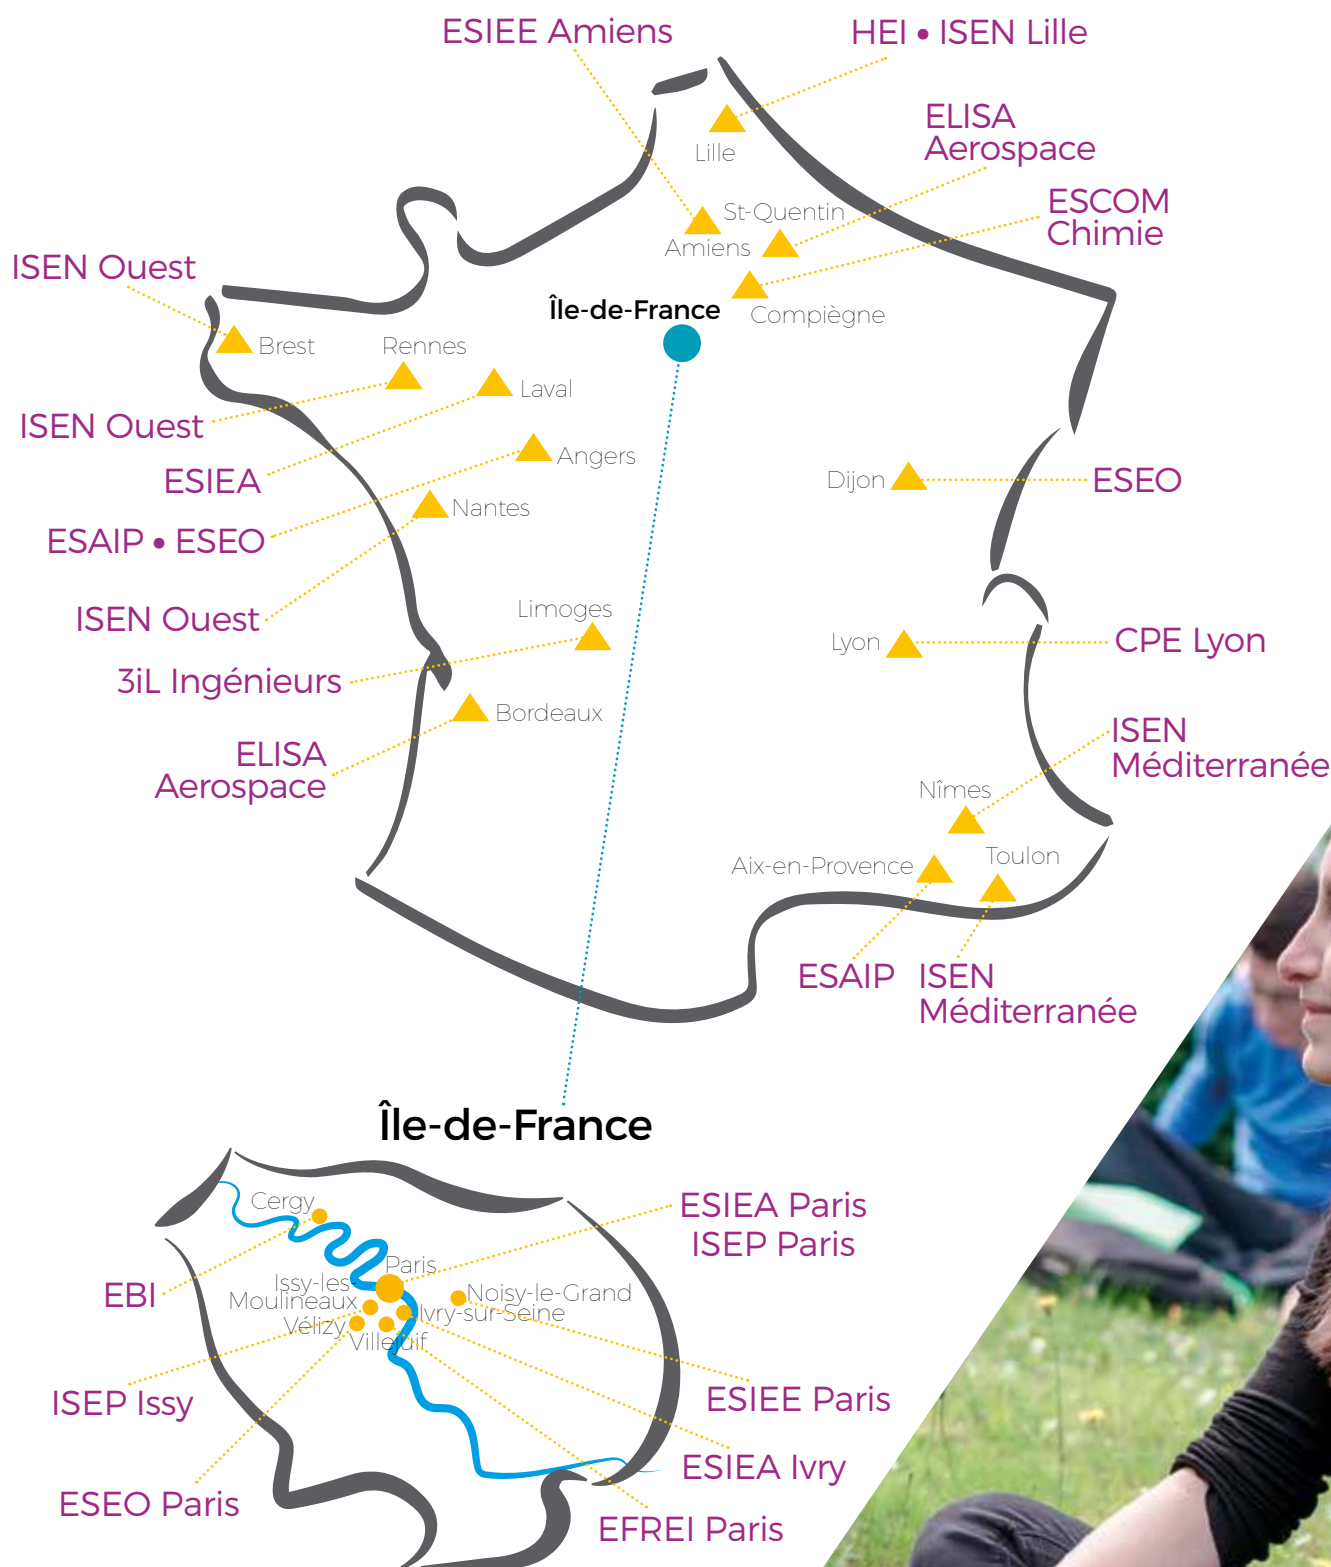 ESIEE Amiens
HEI • ISEN Lille
ELISA
Aerospace
Lille
ESCOM
Chimie
St-Quentin
Amiens
ISEN Ouest
Île-de-France
Compiègne
Brest
Rennes
Laval
ISEN Ouest
Angers
ESIEA
Dijon
ESEO
Nantes
ESAIP • ESEO
Limoges
ISEN Ouest
Lyon
CPE Lyon
3iL Ingénieurs
Bordeaux
ISEN
Méditerranée
ELISA
Aerospace
Nîmes
Toulon
Aix-en-Provence
ESAIP
ISEN
Méditerranée
Île-de-France
Cergy
ESIEA Paris
ISEP Paris
Paris
EBI
Issy-les-
Moulineaux
Noisy-le-Grand
Ivry-sur-Seine
Vélizy
Villejuif
ISEP Issy
ESIEE Paris
ESIEA Ivry
ESEO Paris
EFREI Paris